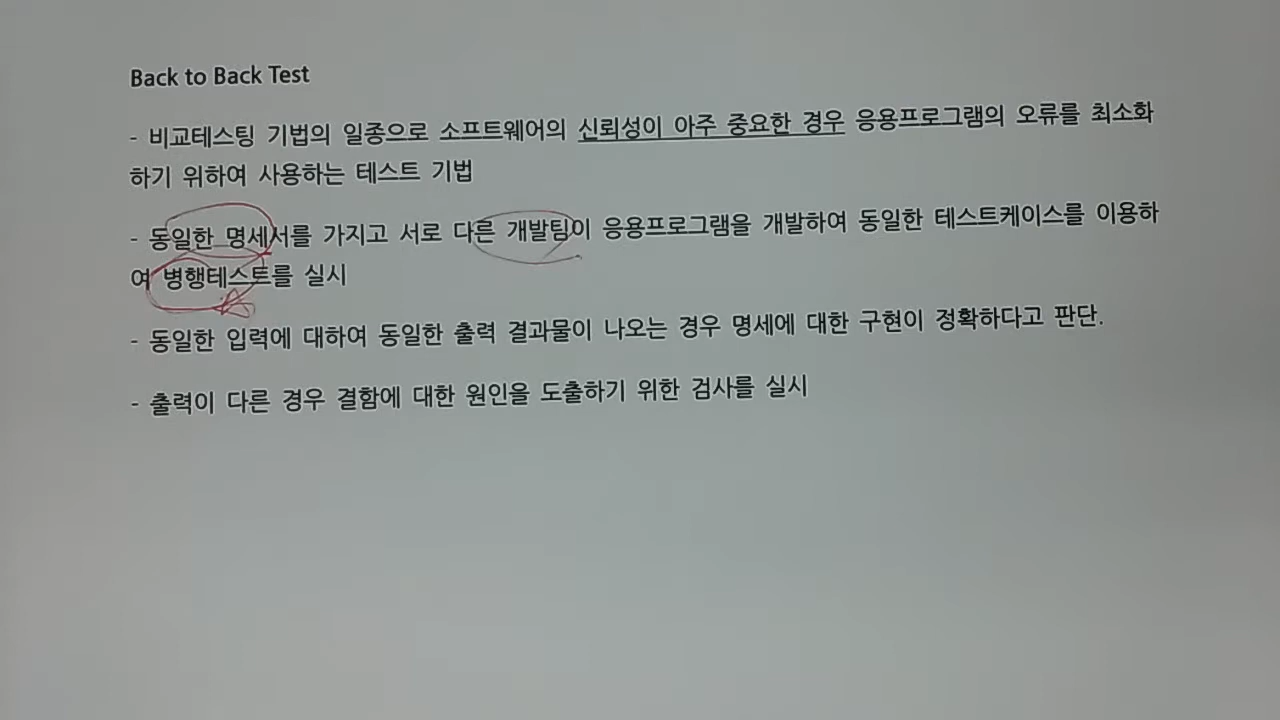 Back to Back Test
- 비교테스팅 기법의 일종으로 소프트웨어의 신뢰성이 아주 중요한 경우 응용프로그램의 오류를 최소화
하기 위하여 사용하는 테스트 기법
- 동일한 명세서를 가지고 서로 다른 개발팀이 응용프로그램을 개발하여 동일한 테스트케이스를 이용하
여 병행테스트를 실시
- 동일한 입력에 대하여 동일한 출력 결과물이 나오는 경우 명세에 대한 구현이 정확하다고 판단.
- 출력이 다른 경우 결함에 대한 원인을 도출하기 위한 검사를 실시